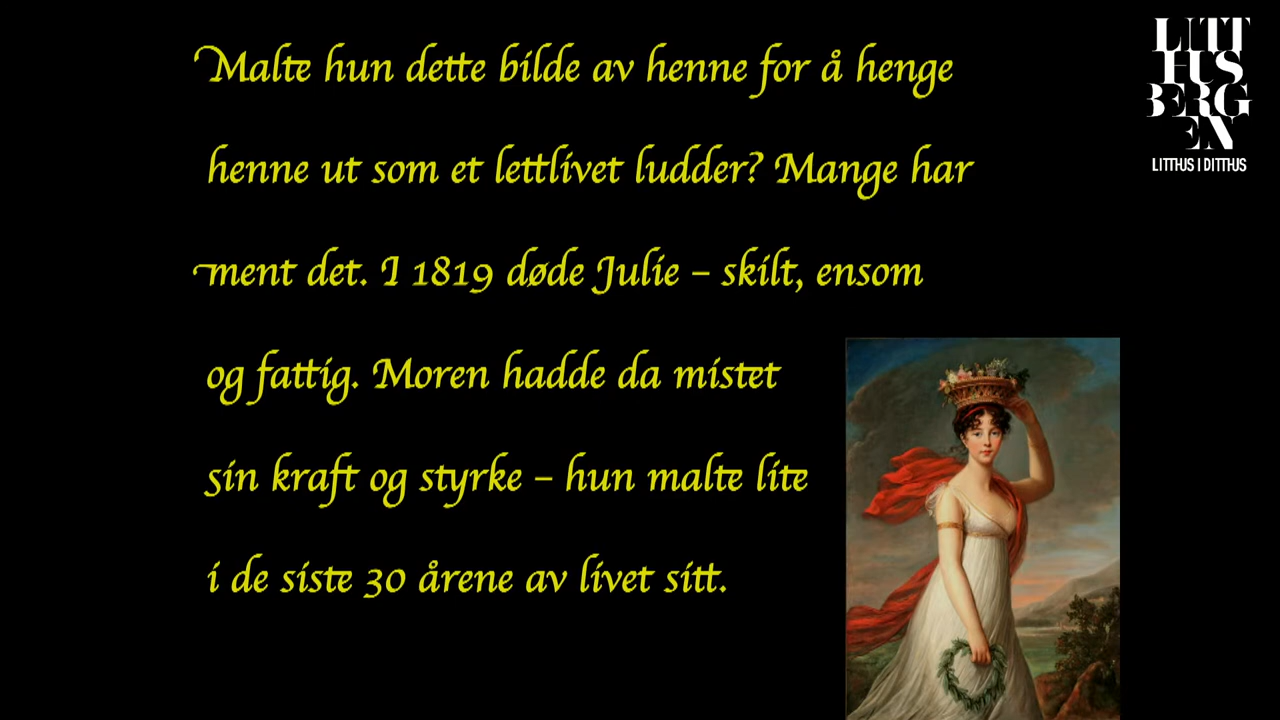 Malte hun dette bilde av henne for å henge
henne ut som et lettlivet ludder? Mange har
ment det. I 1819 døde Julie – skilt, ensom
og fattig. Moren hadde da mistet
sin kraft og styrke – hun malte lite
i de siste 30 årene av livet sitt.
LITT
HUS
BERG
EN
LITTHUS I DITTHUS